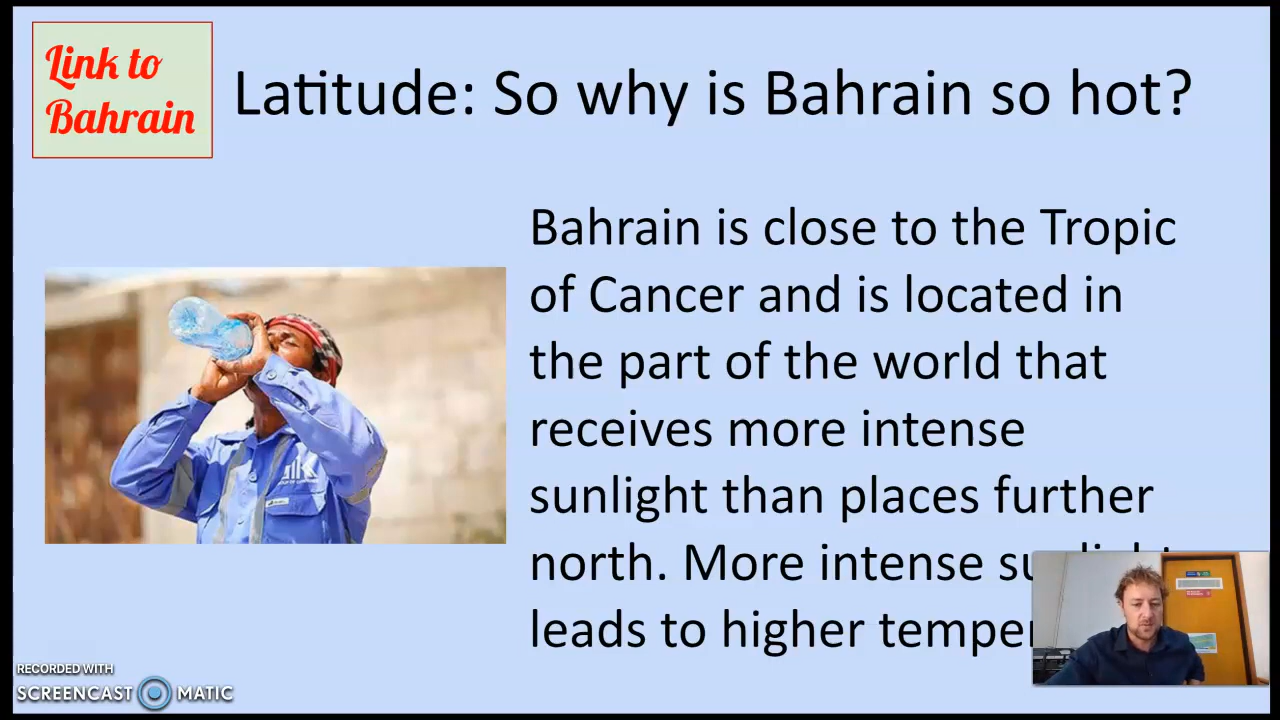 Link to
Bahrain
Latitude: So why is Bahrain so hot?
Bahrain is close to the Tropic
of Cancer and is located in
the part of the world that
receives more intense
sunlight than places further
north. More intense
leads to higher
RECORDED WITH
SCREENCAST MATIC